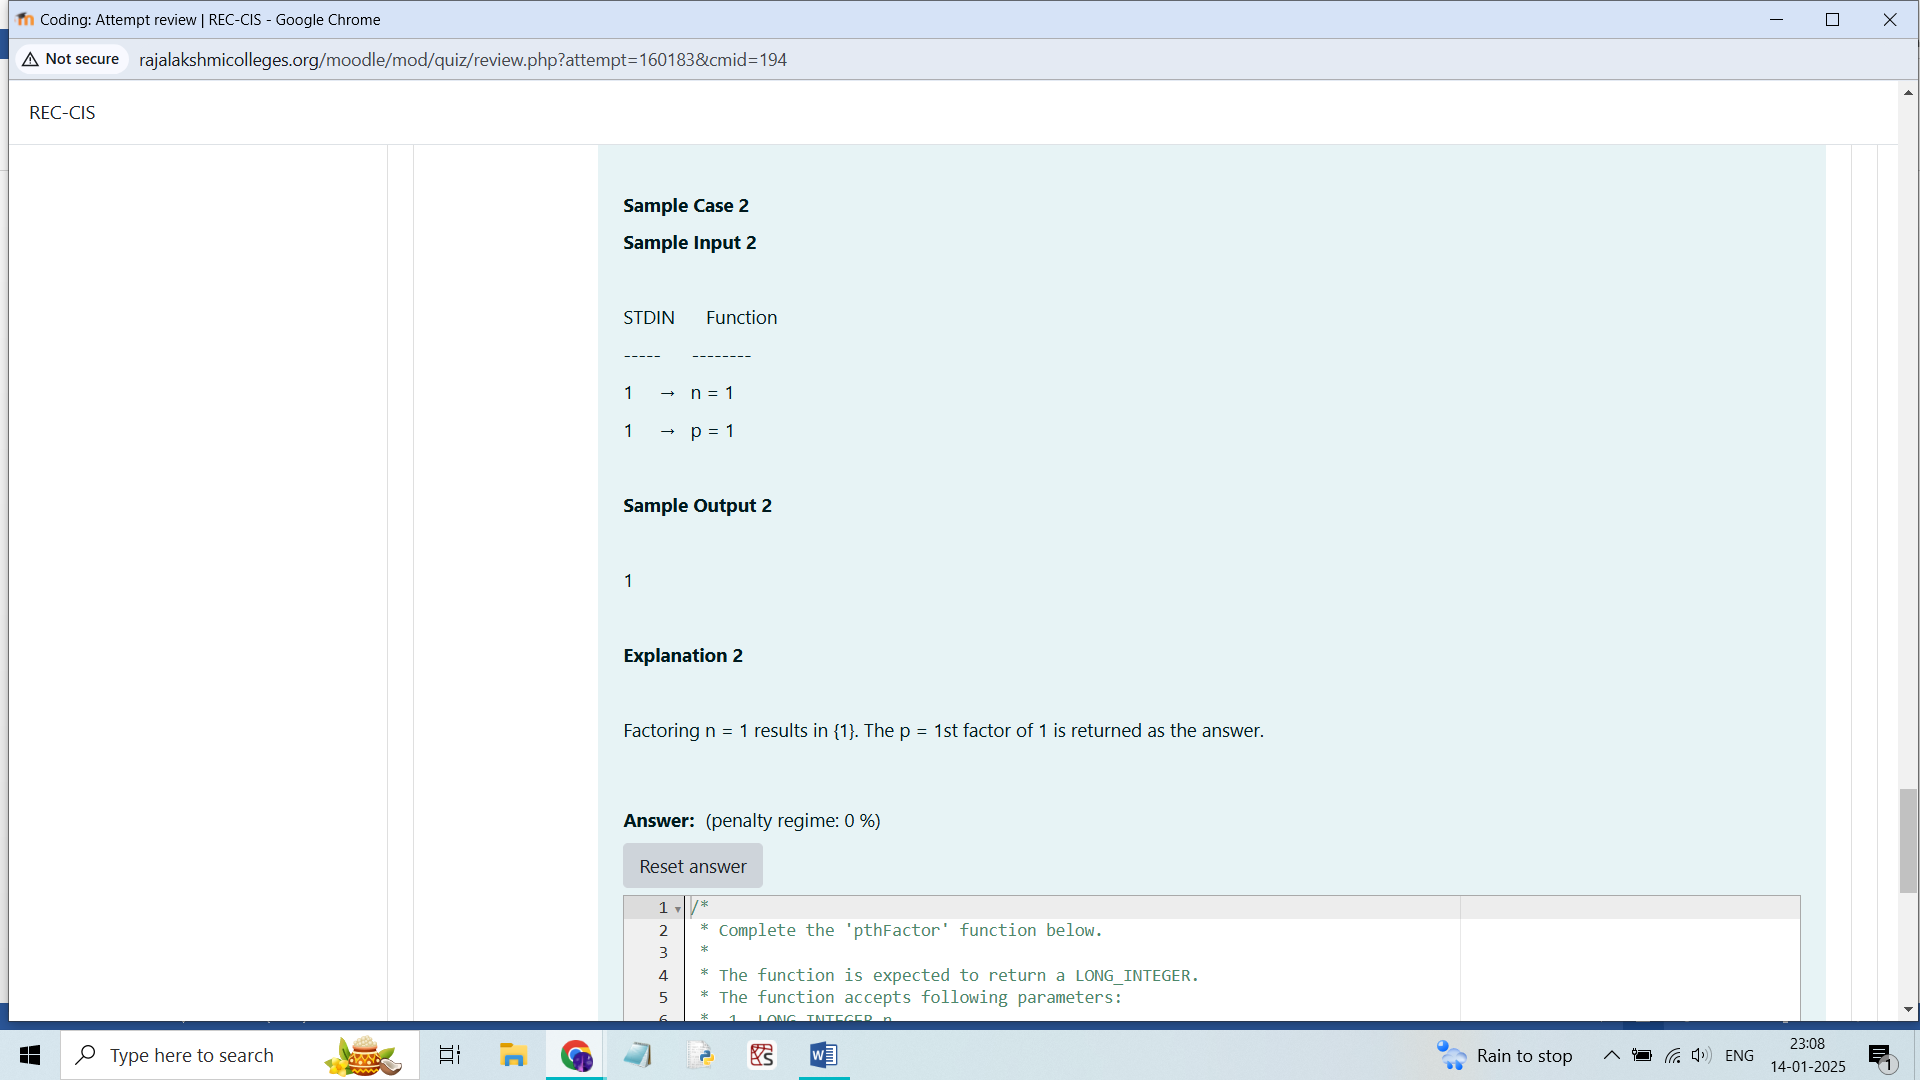 Coding: Attempt review | REC-CIS - Google Chrome
Not secure rajalakshmicolleges.org/moodle/mod/quiz/review.php?attempt=160183&cmid=194
REC-CIS
Sample Case 2
Sample Input 2
STDIN Function
----- --------
1 → n = 1
1 → p = 1
Sample Output 2
1
Explanation 2
Factoring n = 1 results in {1}. The p = 1st factor of 1 is returned as the answer.
Answer: (penalty regime: 0 %)
Reset answer
1 /*
2 * Complete the 'pthFactor' function below.
3 *
4 * The function is expected to return a LONG_INTEGER.
5 * The function accepts following parameters:
6 * 1. LONG_INTEGER n
Type here to search
Rain to stop
ENG
23:08
14-01-2025
1